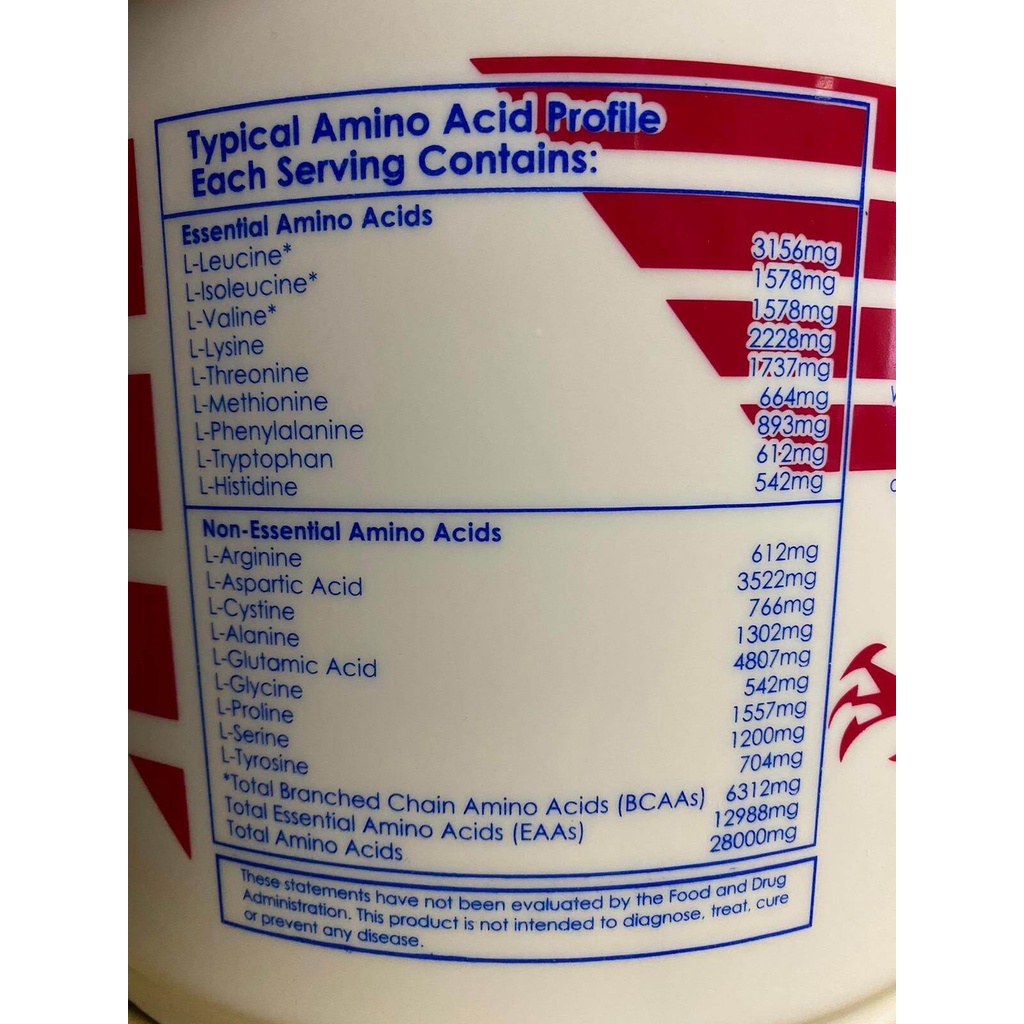 Typical Amino Acid Profile
Each Serving Contains:
Essential Amino Acids
L-Leucine* 3156mg
L-Isoleucine* 1578mg
L-Valine* 1578mg
L-Lysine 2228mg
L-Threonine 1737mg
L-Methionine 664mg
L-Phenylalanine 893mg
L-Tryptophan 612mg
L-Histidine 542mg
Non-Essential Amino Acids
L-Arginine 612mg
L-Aspartic Acid 3522mg
L-Cystine 766mg
L-Alanine 1302mg
L-Glutamic Acid 4807mg
L-Glycine 542mg
L-Proline 1557mg
L-Serine 1200mg
L-Tyrosine 704mg
*Total Branched Chain Amino Acids (BCAAs) 6312mg
Total Essential Amino Acids (EAAs) 12988mg
Total Amino Acids 28000mg
These statements have not been evaluated by the Food and Drug
Administration. This product is not intended to diagnose, treat, cure
or prevent any disease.